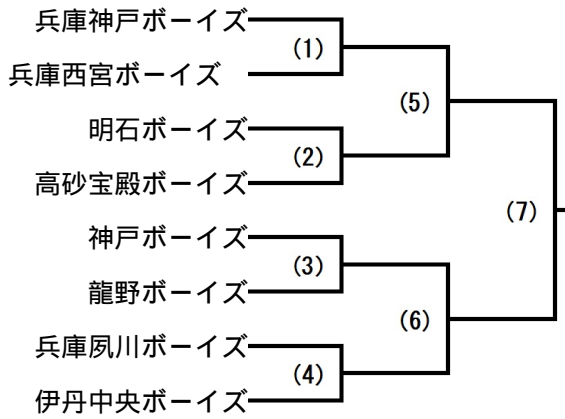 兵庫神戸ボーイズ
(1)
兵庫西宮ボーイズ
(5)
明石ボーイズ
(2)
高砂宝殿ボーイズ
(7)
神戸ボーイズ
(3)
龍野ボーイズ
(6)
兵庫夙川ボーイズ
(4)
伊丹中央ボーイズ